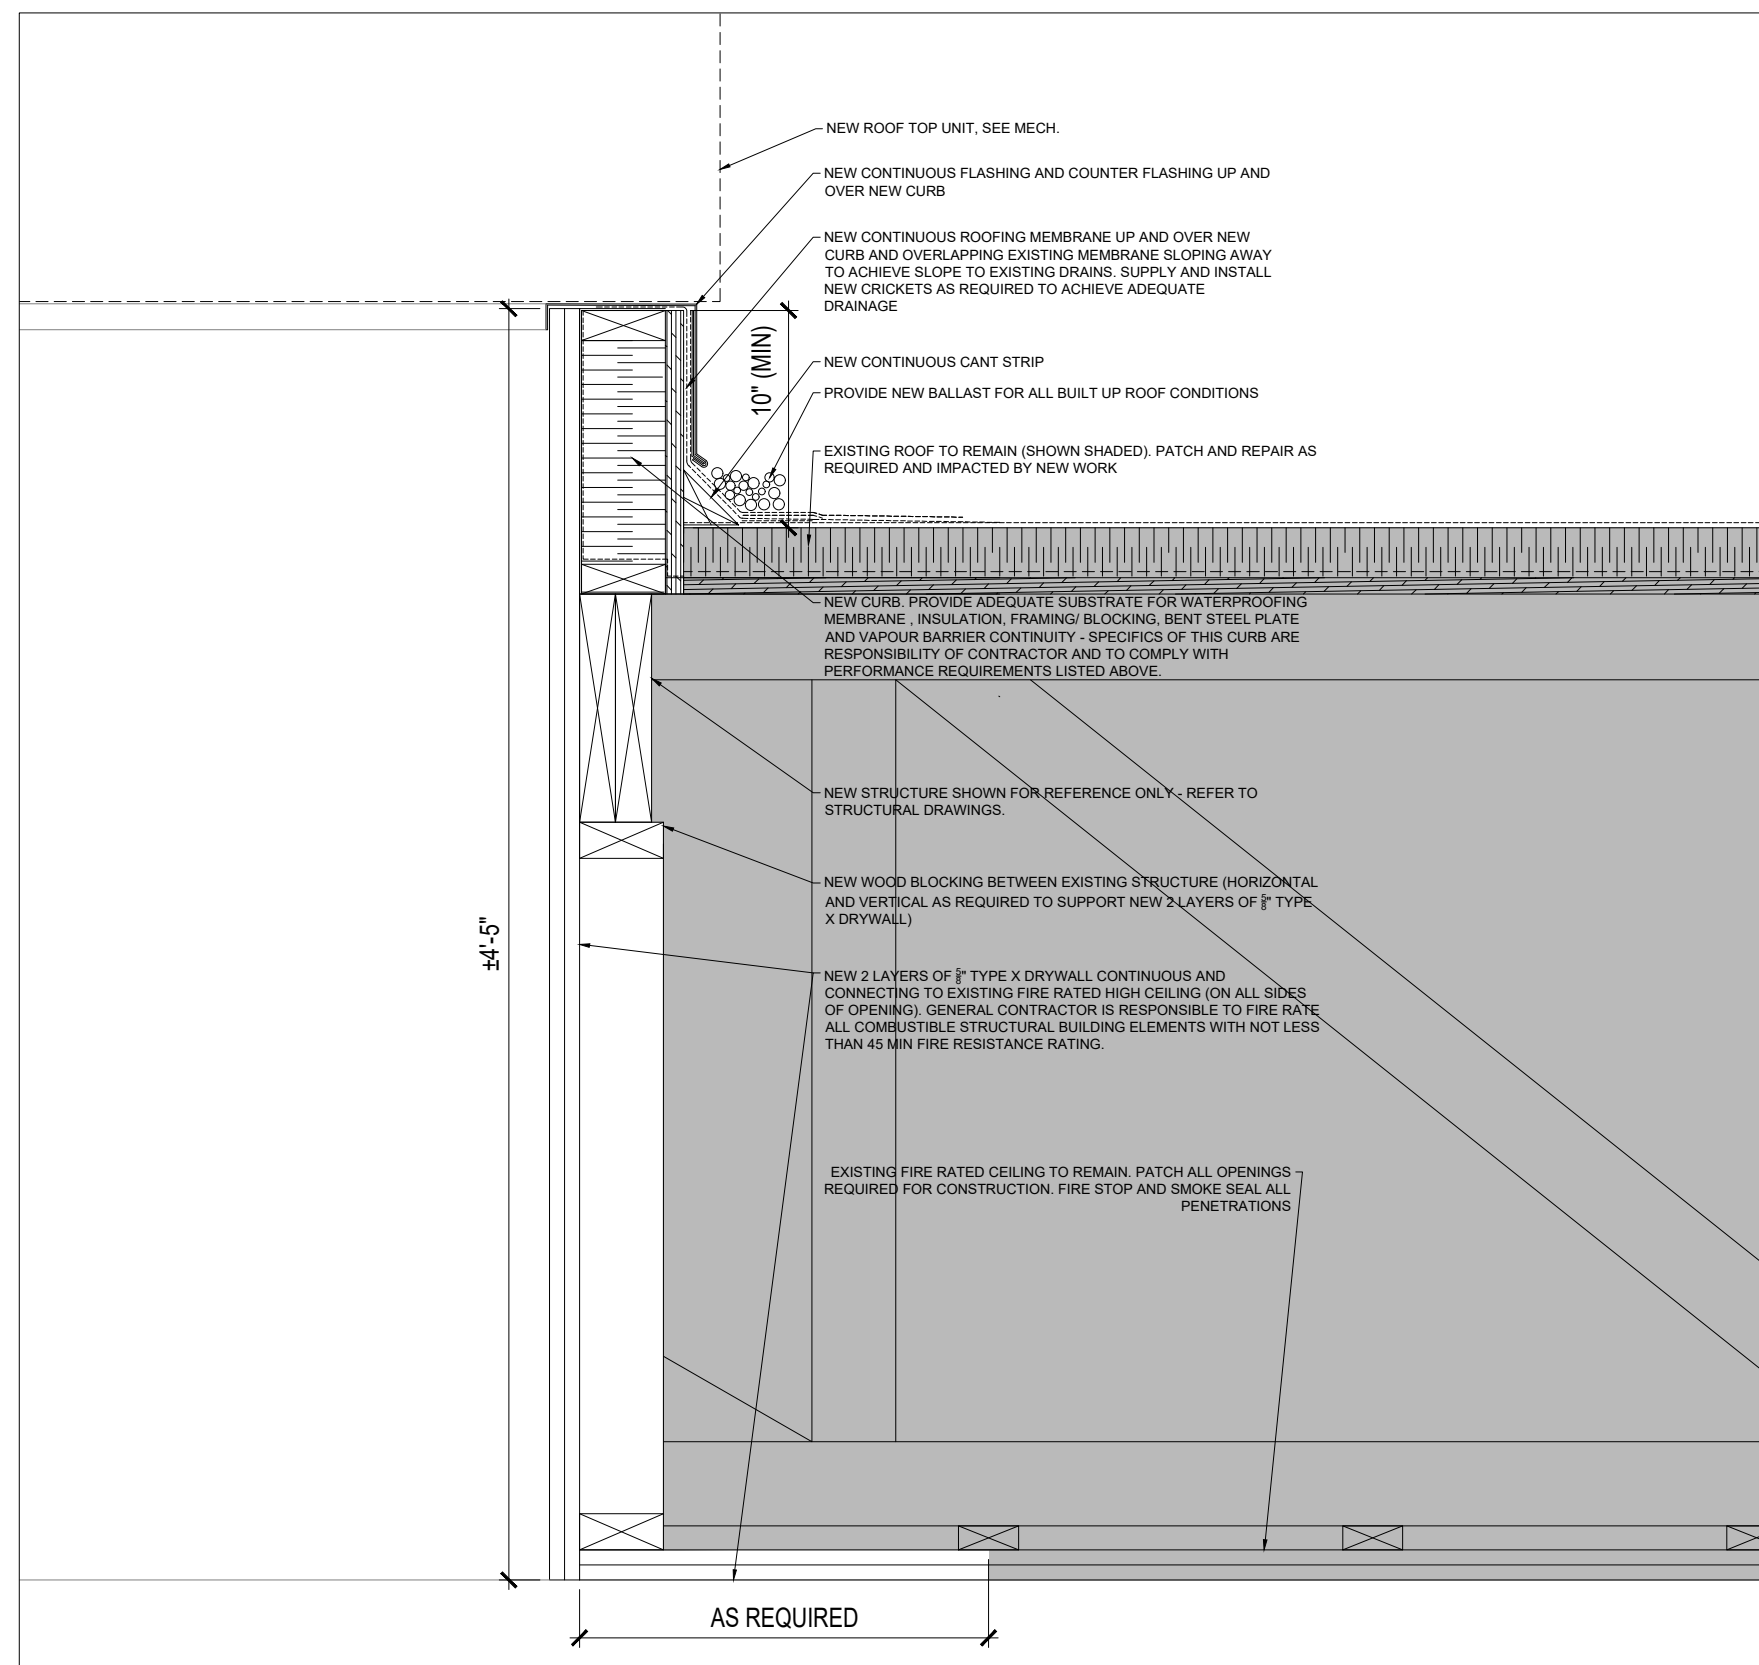 NEW ROOF TOP UNIT, SEE MECH.
NEW CONTINUOUS FLASHING AND COUNTER FLASHING UP AND
OVER NEW CURB
NEW CONTINUOUS ROOFING MEMBRANE UP AND OVER NEW
CURB AND OVERLAPPING EXISTING MEMBRANE SLOPING AWAY
TO ACHIEVE SLOPE TO EXISTING DRAINS. SUPPLY AND INSTALL
NEW CRICKETS AS REQUIRED TO ACHIEVE ADEQUATE
DRAINAGE
10" (MIN)
NEW CONTINUOUS CANT STRIP
PROVIDE NEW BALLAST FOR ALL BUILT UP ROOF CONDITIONS
EXISTING ROOF TO REMAIN (SHOWN SHADED). PATCH AND REPAIR AS
REQUIRED AND IMPACTED BY NEW WORK
NEW CURB. PROVIDE ADEQUATE SUBSTRATE FOR WATERPROOFING
MEMBRANE , INSULATION, FRAMING/ BLOCKING, BENT STEEL PLATE
AND VAPOUR BARRIER CONTINUITY - SPECIFICS OF THIS CURB ARE
RESPONSIBILITY OF CONTRACTOR AND TO COMPLY WITH
PERFORMANCE REQUIREMENTS LISTED ABOVE.
.
NEW STRUCTURE SHOWN FOR REFERENCE ONLY - REFER TO
STRUCTURAL DRAWINGS.
NEW WOOD BLOCKING BETWEEN EXISTING STRUCTURE (HORIZONTAL
AND VERTICAL AS REQUIRED TO SUPPORT NEW 2 LAYERS OF ⅝" TYPE
X DRYWALL)
±4'-5"
NEW 2 LAYERS OF ⅝" TYPE X DRYWALL CONTINUOUS AND
CONNECTING TO EXISTING FIRE RATED HIGH CEILING (ON ALL SIDES
OF OPENING). GENERAL CONTRACTOR IS RESPONSIBLE TO FIRE RATE
ALL COMBUSTIBLE STRUCTURAL BUILDING ELEMENTS WITH NOT LESS
THAN 45 MIN FIRE RESISTANCE RATING.
EXISTING FIRE RATED CEILING TO REMAIN. PATCH ALL OPENINGS
REQUIRED FOR CONSTRUCTION. FIRE STOP AND SMOKE SEAL ALL
PENETRATIONS
AS REQUIRED